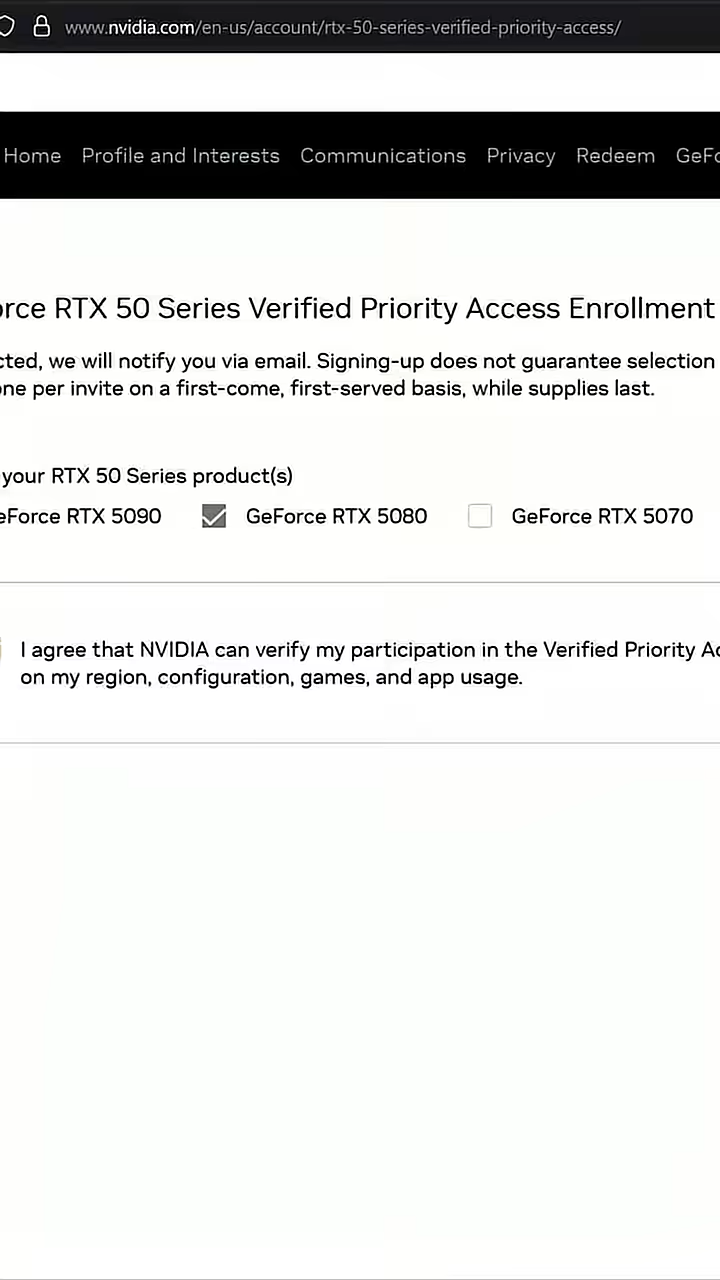 www.nvidia.com/en-us/account/rtx-50-series-verified-priority-access/
Home Profile and Interests Communications Privacy Redeem
RTX 50 Series Verified Priority Access Enrollment
we will notify you via email. Signing-up does not guarantee selection
per invite on a first-come, first-served basis, while supplies last.
your RTX 50 Series product(s)
RTX 5090 GeForce RTX 5080 GeForce RTX 5070
I agree that NVIDIA can verify my participation in the Verified Priority
on my region, configuration, games, and app usage.